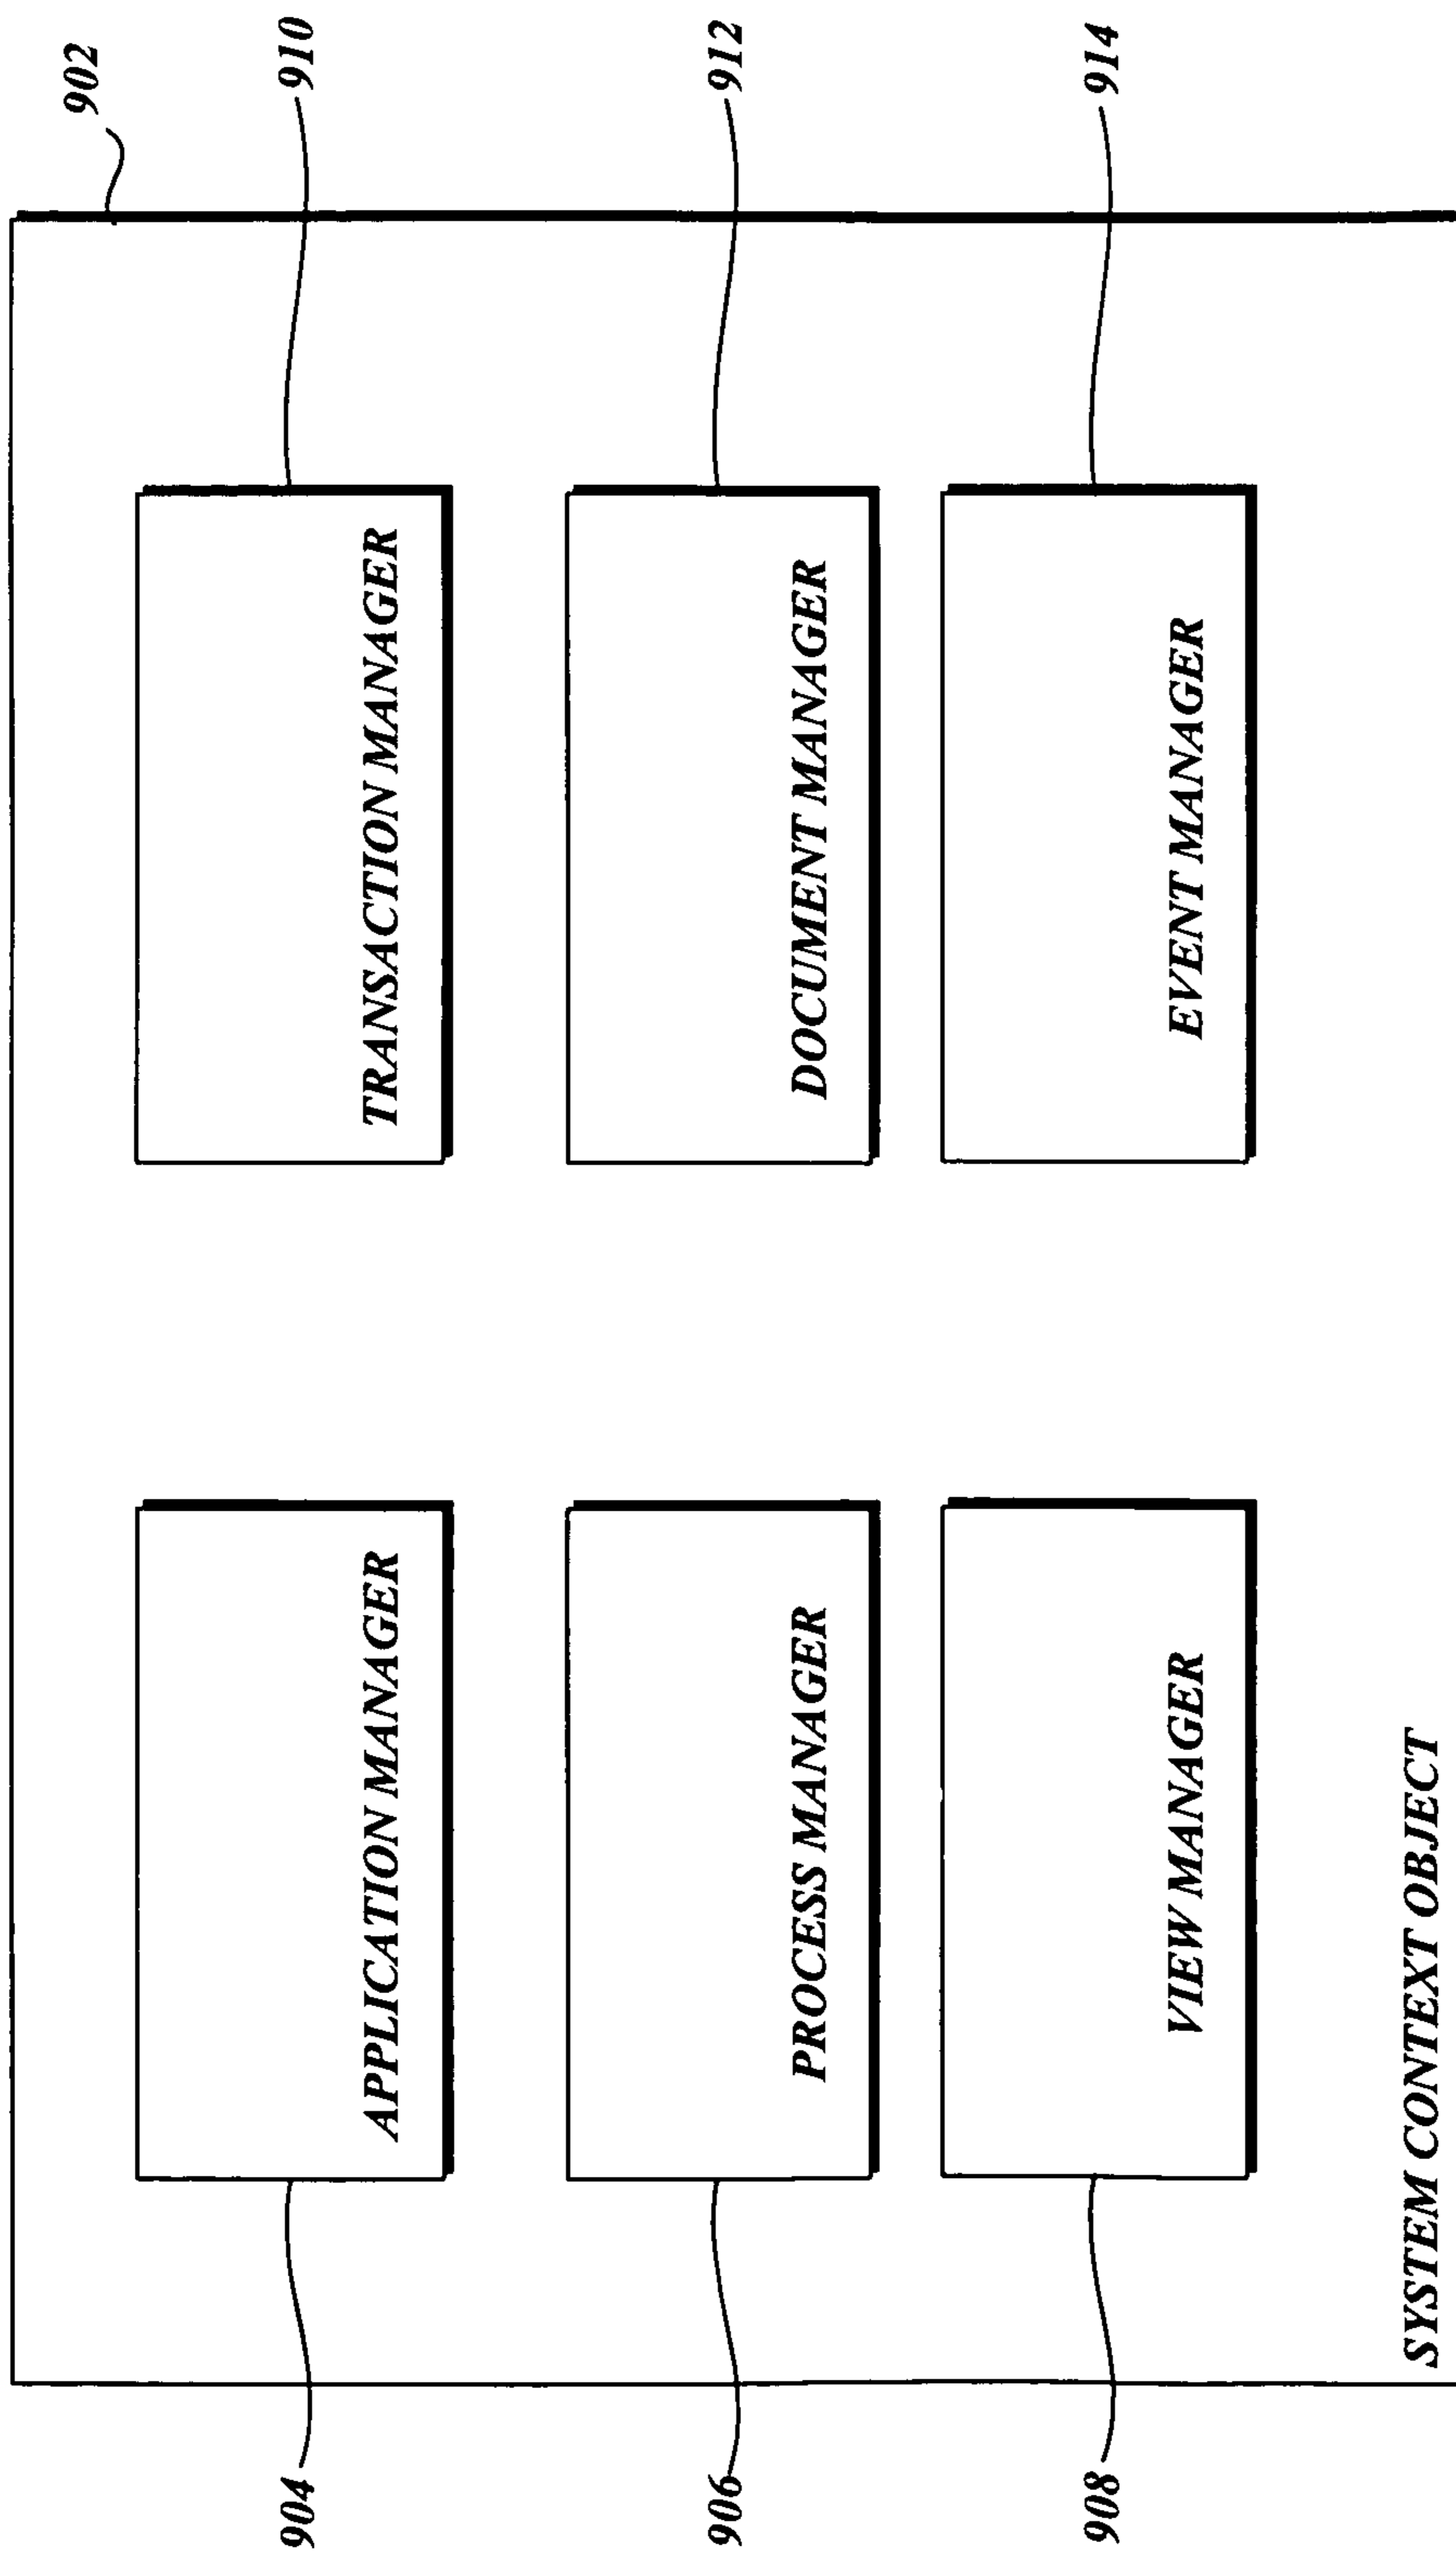 902
904
APPLICATION MANAGER
TRANSACTION MANAGER
910
906
PROCESS MANAGER
DOCUMENT MANAGER
912
908
VIEW MANAGER
EVENT MANAGER
914
SYSTEM CONTEXT OBJECT